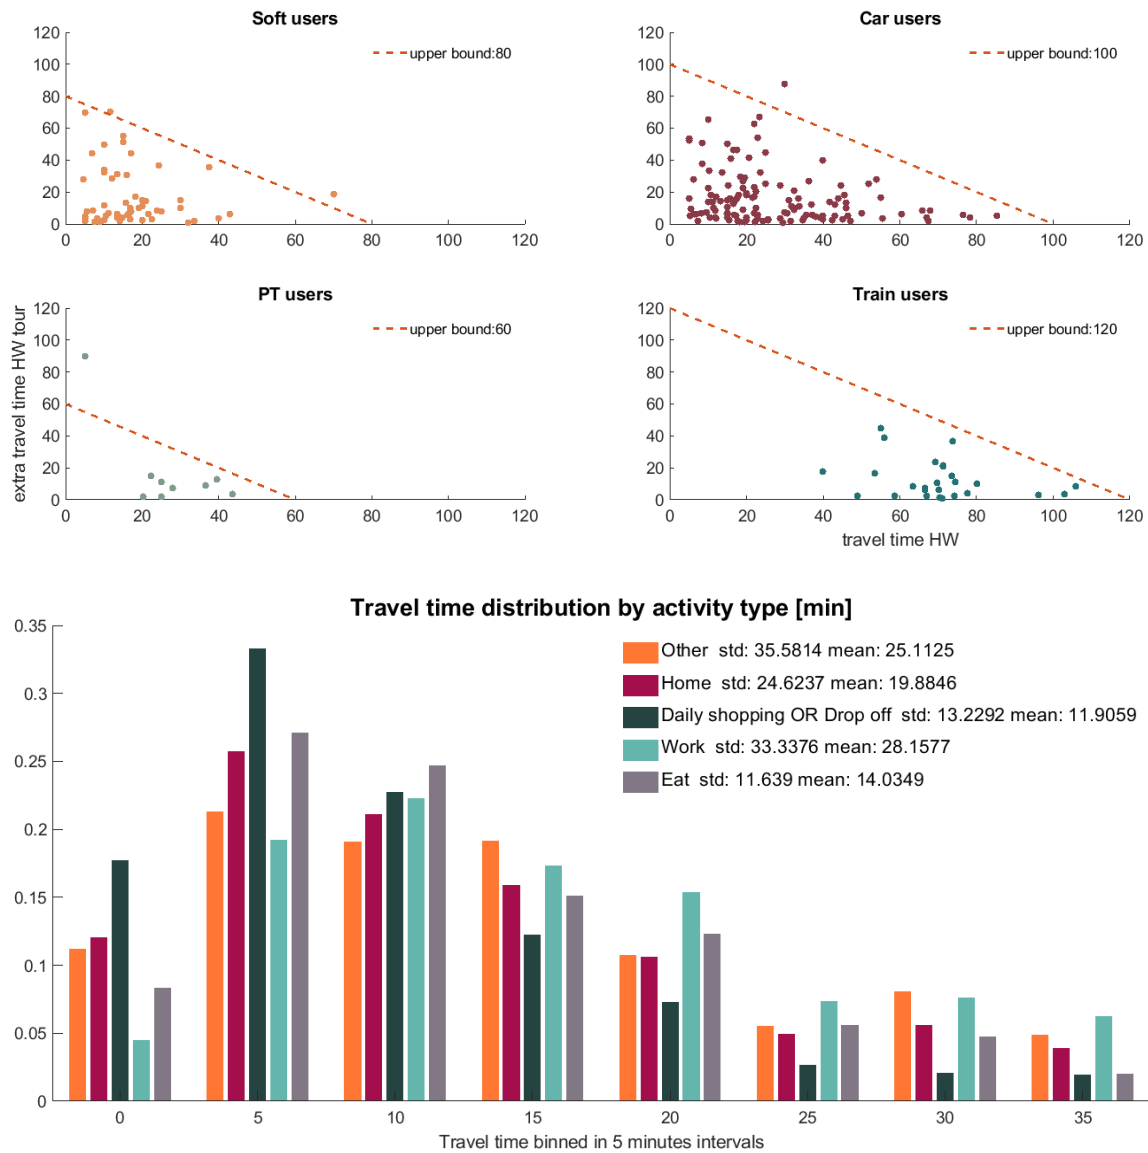 Soft users
upper bound:80
120
100
80
60
40
20
0
0 20 40 60 80 100 120
Car users
upper bound:100
120
100
80
60
40
20
0
0 20 40 60 80 100 120
PT users
upper bound:60
extra travel time HW tour
120
100
80
60
40
20
0
0 20 40 60 80 100 120
Train users
upper bound:120
120
100
80
60
40
20
0
0 20 40 60 80 100 120
travel time HW
Travel time distribution by activity type [min]
Other std: 35.5814 mean: 25.1125
Home std: 24.6237 mean: 19.8846
Daily shopping OR Drop off std: 13.2292 mean: 11.9059
Work std: 33.3376 mean: 28.1577
Eat std: 11.639 mean: 14.0349
0.35
0.3
0.25
0.2
0.15
0.1
0.05
0
0 5 10 15 20 25 30 35
Travel time binned in 5 minutes intervals